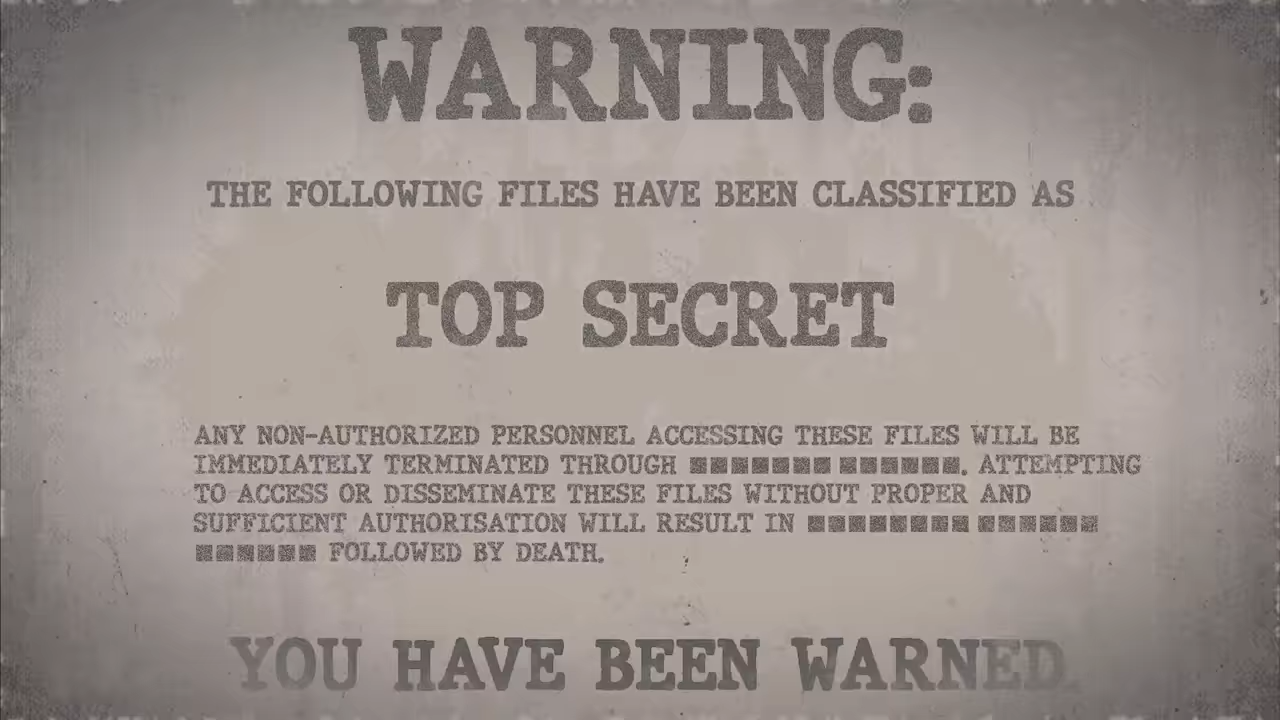 WARNING:
THE FOLLOWING FILES HAVE BEEN CLASSIFIED AS
TOP SECRET
ANY NON-AUTHORIZED PERSONNEL ACCESSING THESE FILES WILL BE
IMMEDIATELY TERMINATED THROUGH ■■■■■■■ ■■■■■■. ATTEMPTING
TO ACCESS OR DISSEMINATE THESE FILES WITHOUT PROPER AND
SUFFICIENT AUTHORISATION WILL RESULT IN ■■■■■■■■ ■■■■■■
■■■■■■ FOLLOWED BY DEATH.
YOU HAVE BEEN WARNED.